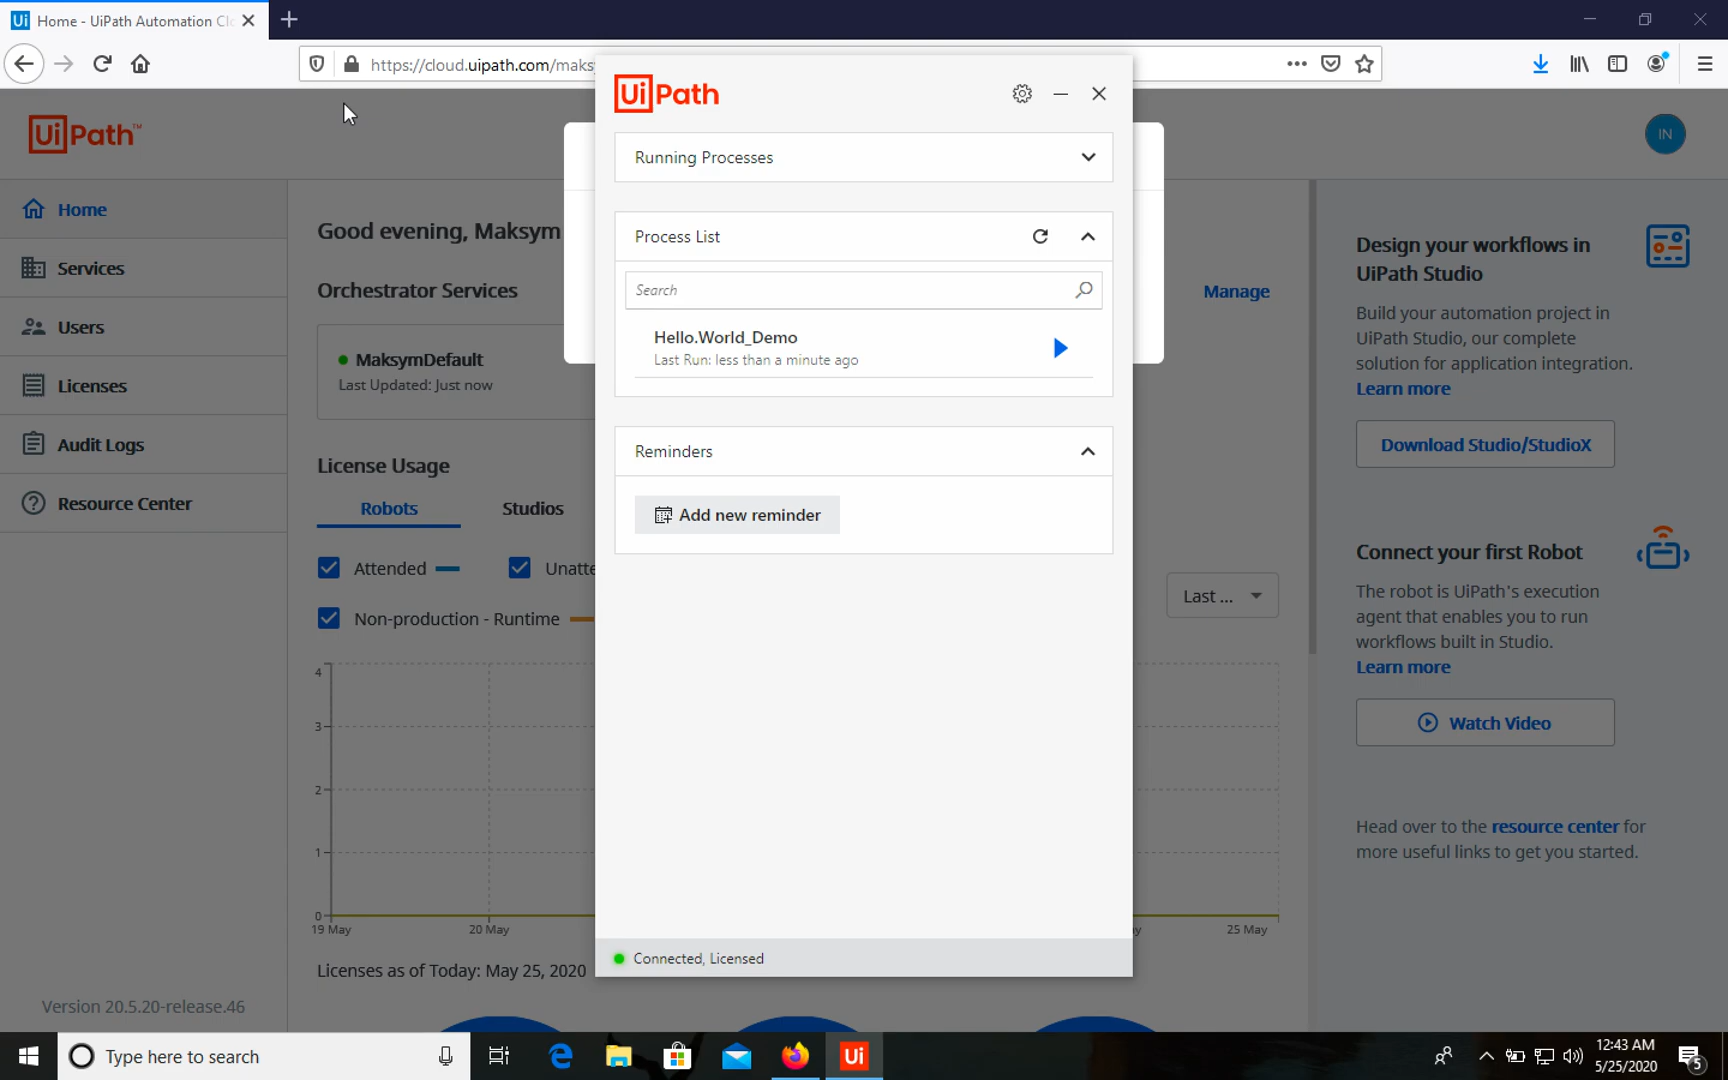 Home - UiPath Automation Cl
https://cloud.uipath.com/maks
UiPath™
IN
Home
Services
Users
Licenses
Audit Logs
Resource Center
Version 20.5.20-release.46
Good evening, Maksym
Orchestrator Services
Manage
MaksymDefault
Last Updated: Just now
License Usage
Robots
Studios
Attended
Unatte
Non-production - Runtime
Last ...
4
3
2
1
0
19 May
20 May
y
25 May
Licenses as of Today: May 25, 2020
UiPath
Running Processes
Process List
Search
Hello.World_Demo
Last Run: less than a minute ago
Reminders
Add new reminder
Connected, Licensed
Design your workflows in
UiPath Studio
Build your automation project in
UiPath Studio, our complete
solution for application integration.
Learn more
Download Studio/StudioX
Connect your first Robot
The robot is UiPath's execution
agent that enables you to run
workflows built in Studio.
Learn more
Watch Video
Head over to the resource center for
more useful links to get you started.
Type here to search
Ui
12:43 AM
5/25/2020
5